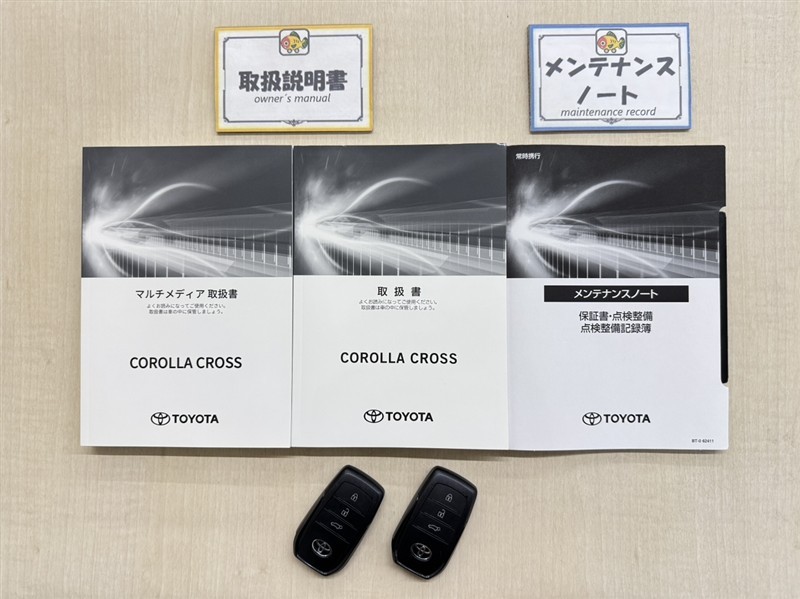 取扱説明書
owner's manual
メンテナンス
ノート
maintenance record
マルチメディア 取扱書
よくお読みになってご使用ください。
取扱書は車の中に保管しましょう。
COROLLA CROSS
TOYOTA
取扱書
よくお読みになってご使用ください。
取扱書は車の中に保管しましょう。
COROLLA CROSS
TOYOTA
常時携行
メンテナンスノート
保証書・点検整備
点検整備記録簿
TOYOTA